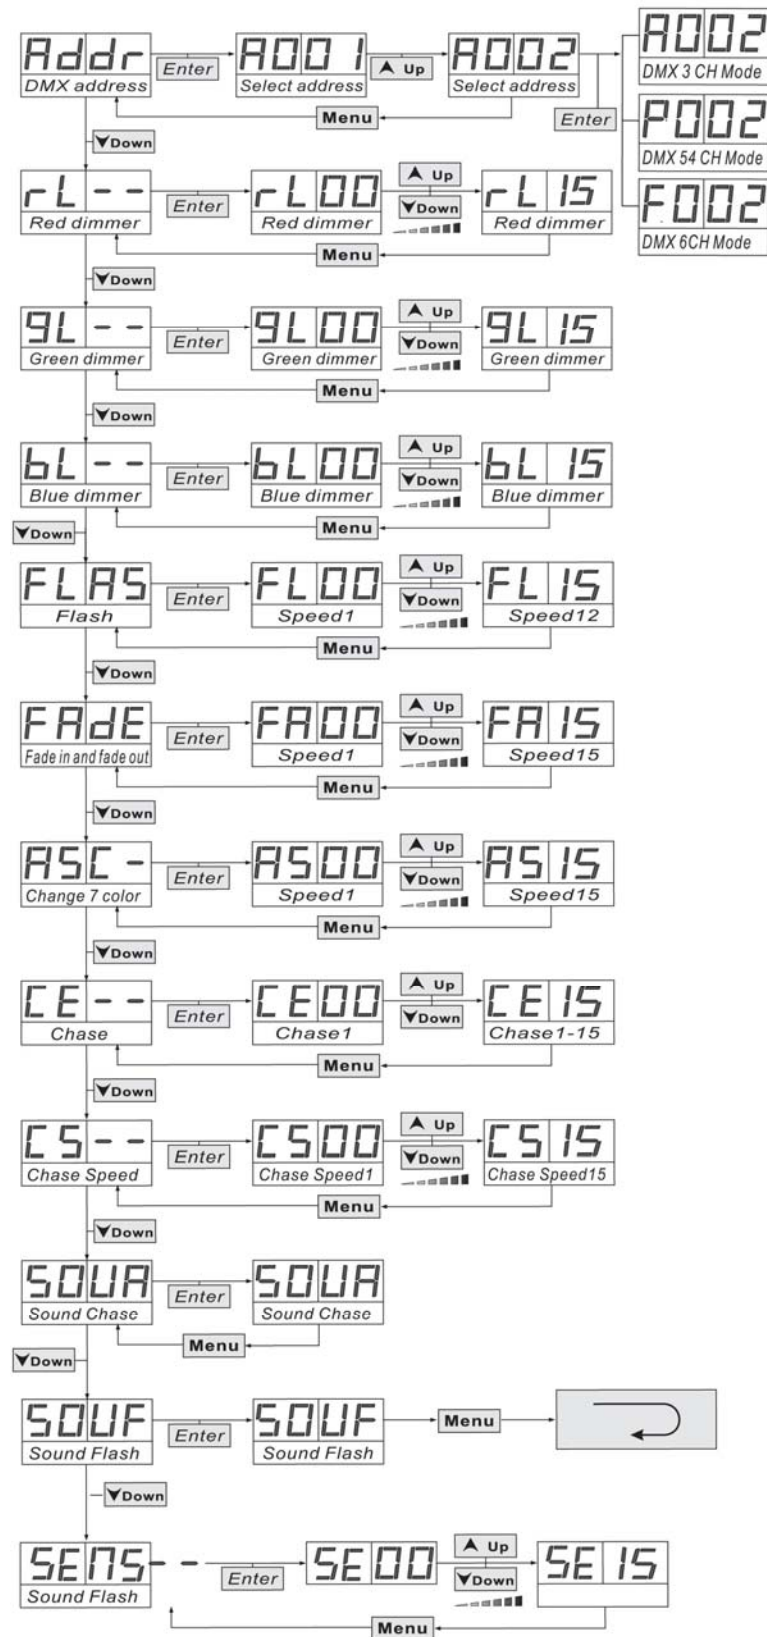 Addr Enter A001 Up A002 A002
DMX address Select address Select address DMX 3 CH Mode
Menu Enter P002
Down DMX 54 CH Mode
rL-- Enter rL00 Up Down rL 15 F002
Red dimmer Red dimmer Red dimmer DMX 6CH Mode
Menu
Down
gL-- Enter gL00 Up Down gL 15
Green dimmer Green dimmer Green dimmer
Menu
Down
bL-- Enter bL00 Up Down bL 15
Blue dimmer Blue dimmer Blue dimmer
Menu
Down
FLAS Enter FL00 Up Down FL 15
Flash Speed1 Speed12
Menu
Down
FAdE Enter FA00 Up Down FA 15
Fade in and fade out Speed1 Speed15
Menu
Down
ASC- Enter AS00 Up Down AS 15
Change 7 color Speed1 Speed15
Menu
Down
CE-- Enter CE00 Up Down CE 15
Chase Chase1 Chase1-15
Menu
Down
CS-- Enter CS00 Up Down CS 15
Chase Speed Chase Speed1 Chase Speed15
Menu
Down
SOUA Enter SOUA
Sound Chase Sound Chase
Menu
Down
SOUF Enter SOUF Menu
Sound Flash Sound Flash
Down
SENS-- Enter SE00 Up Down SE 15
Sound Flash
Menu